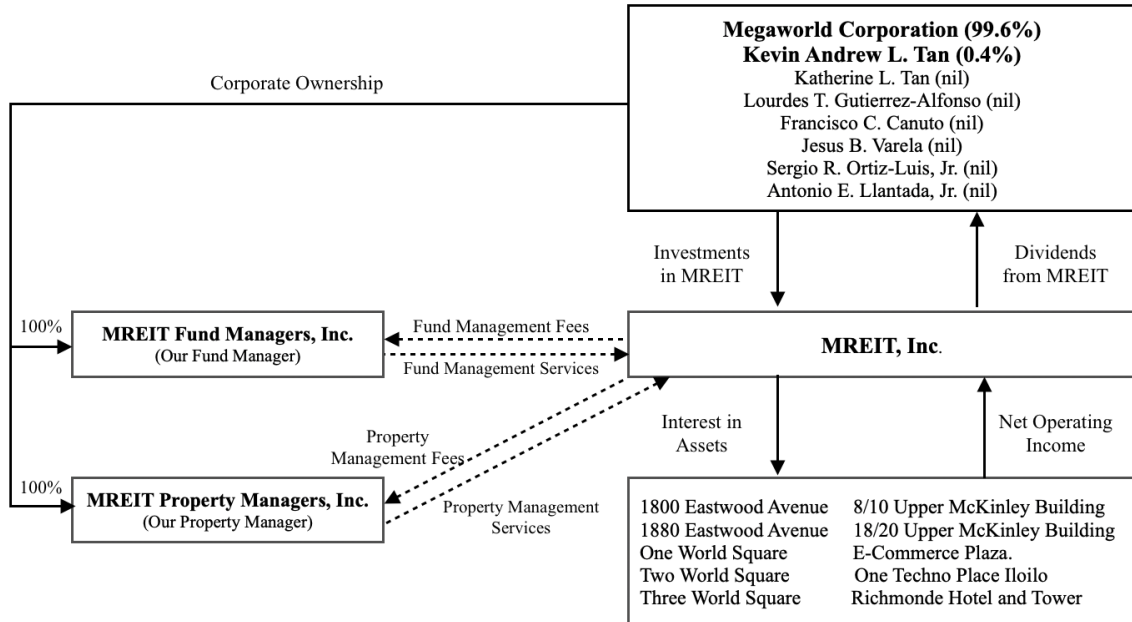 Megaworld Corporation (99.6%)
Kevin Andrew L. Tan (0.4%)
Katherine L. Tan (nil)
Lourdes T. Gutierrez-Alfonso (nil)
Francisco C. Canuto (nil)
Jesus B. Varela (nil)
Sergio R. Ortiz-Luis, Jr. (nil)
Antonio E. Llantada, Jr. (nil)
Corporate Ownership
Investments
in MREIT
Dividends
from MREIT
100%
MREIT Fund Managers, Inc.
(Our Fund Manager)
Fund Management Fees
Fund Management Services
MREIT, Inc.
Property
Management Fees
Interest in
Assets
Net Operating
Income
100%
MREIT Property Managers, Inc.
(Our Property Manager)
Property Management
Services
1800 Eastwood Avenue 8/10 Upper McKinley Building
1880 Eastwood Avenue 18/20 Upper McKinley Building
One World Square E-Commerce Plaza.
Two World Square One Techno Place Iloilo
Three World Square Richmonde Hotel and Tower